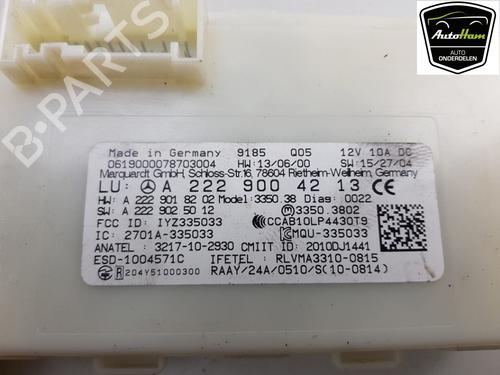 AutoHam
AUTO
ONDERDELEN
B-Parts
Made in Germany 9185 Q05 12V 10A DC
0619000078703004 HW:13/06/00 SW:15/27/04
Marquardt GmbH, Schloss-Str.16, 78604 Rietheim-Weilheim, Germany
LU: A 222 900 42 13 CE
HW: A 222 901 82 02 Model:3350.38 Diag: 0022
SW: A 222 902 50 12 M 3350.3802
FCC ID: IYZ335033 CCAB10LP4430T9
IC: 2701A-335033 MQU-335033
ANATEL : 3217-10-2930 CMIIT ID: 2010DJ1441
ESD-1004571C IFETEL: RLVMA3310-0815
R 204Y51000300 RAAY/24A/0510/S(10-0814)